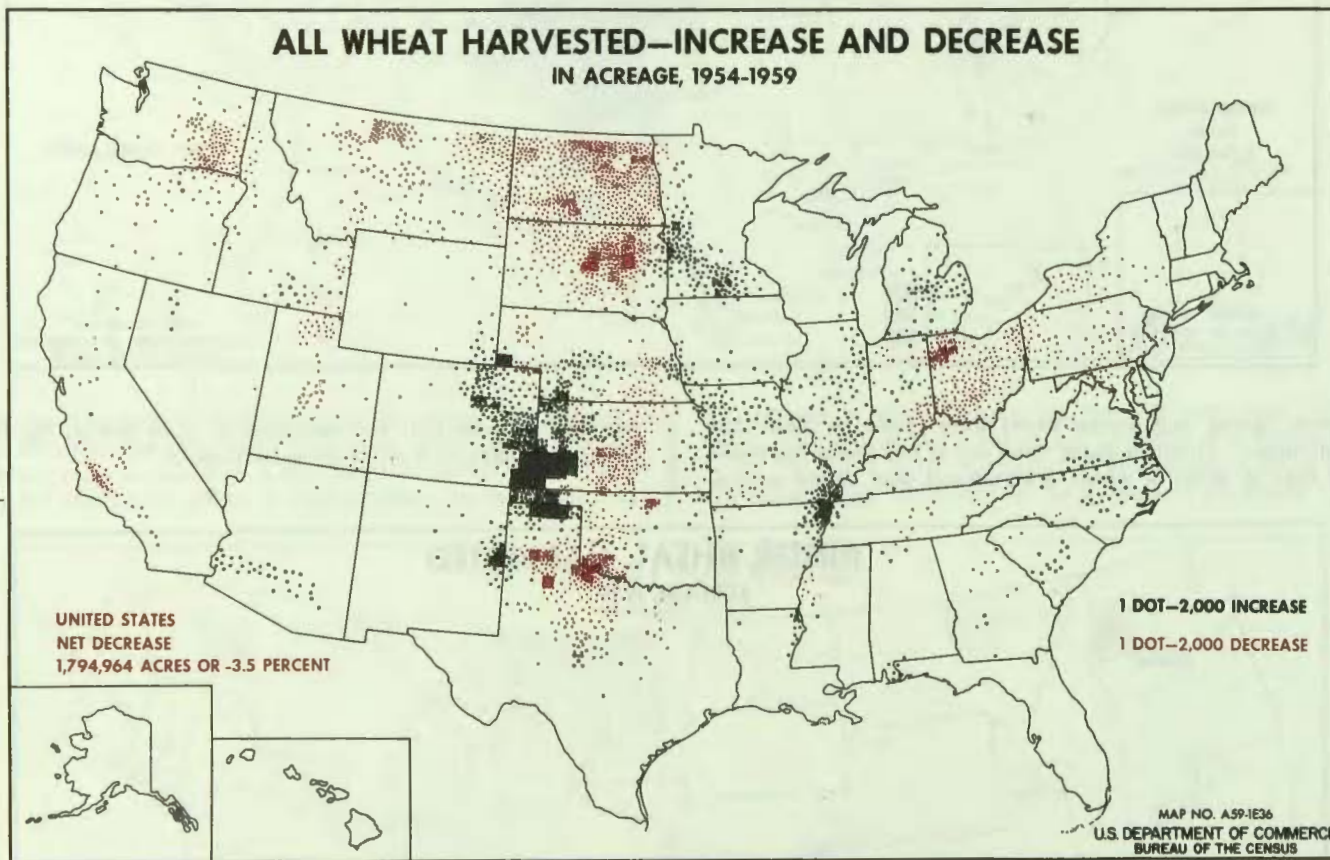 ALL WHEAT HARVESTED—INCREASE AND DECREASE
IN ACREAGE, 1954-1959
1 DOT—2,000 INCREASE
1 DOT—2,000 DECREASE
UNITED STATES
NET DECREASE
1,794,964 ACRES OR -3.5 PERCENT
MAP NO. A59-1E36
U.S. DEPARTMENT OF COMMERCE
BUREAU OF THE CENSUS